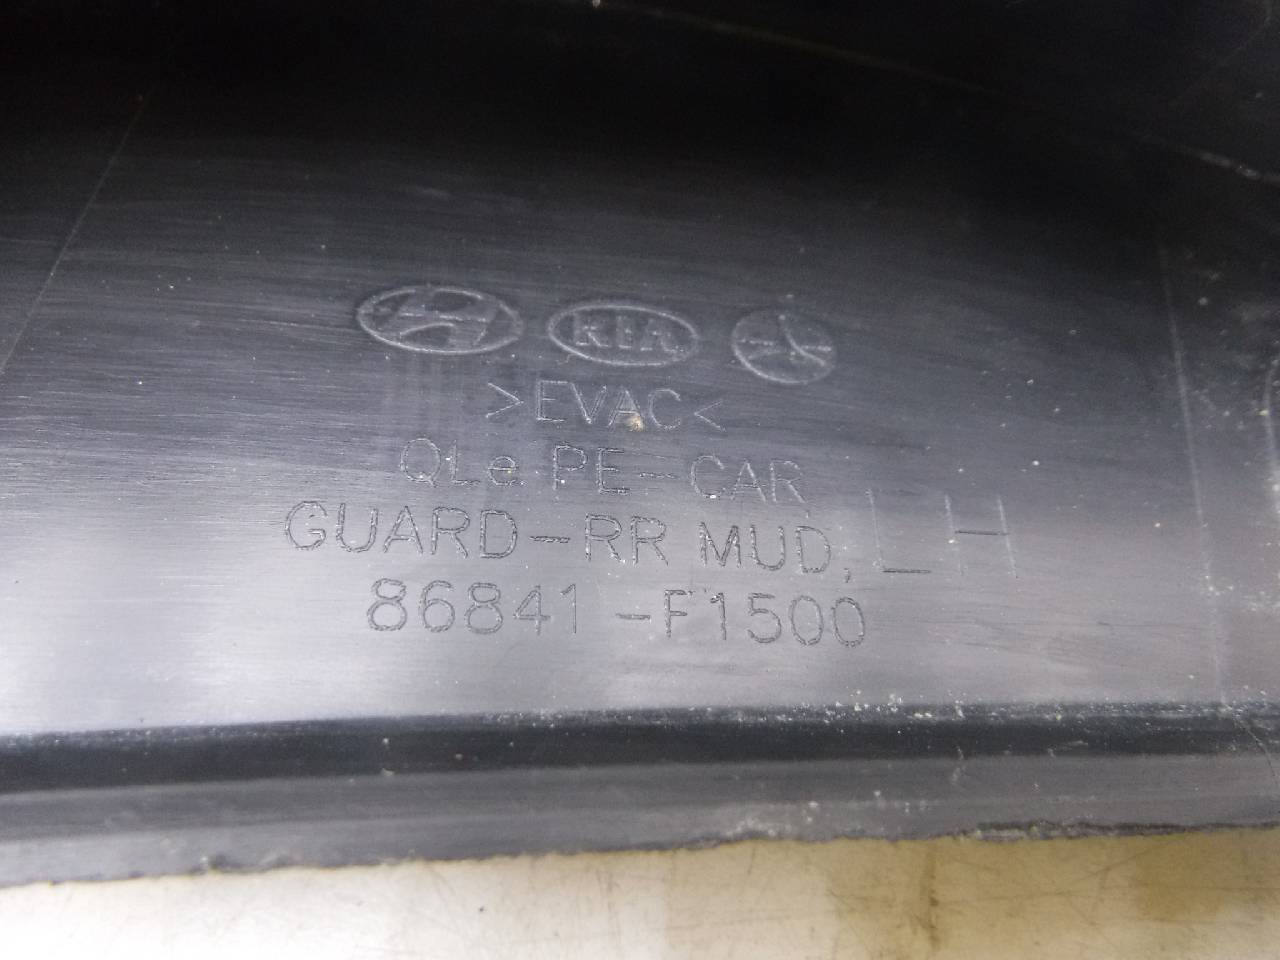 KIA
>EVAC<
QLe PE-CAR
GUARD-RR MUD, LH
86841-F1500